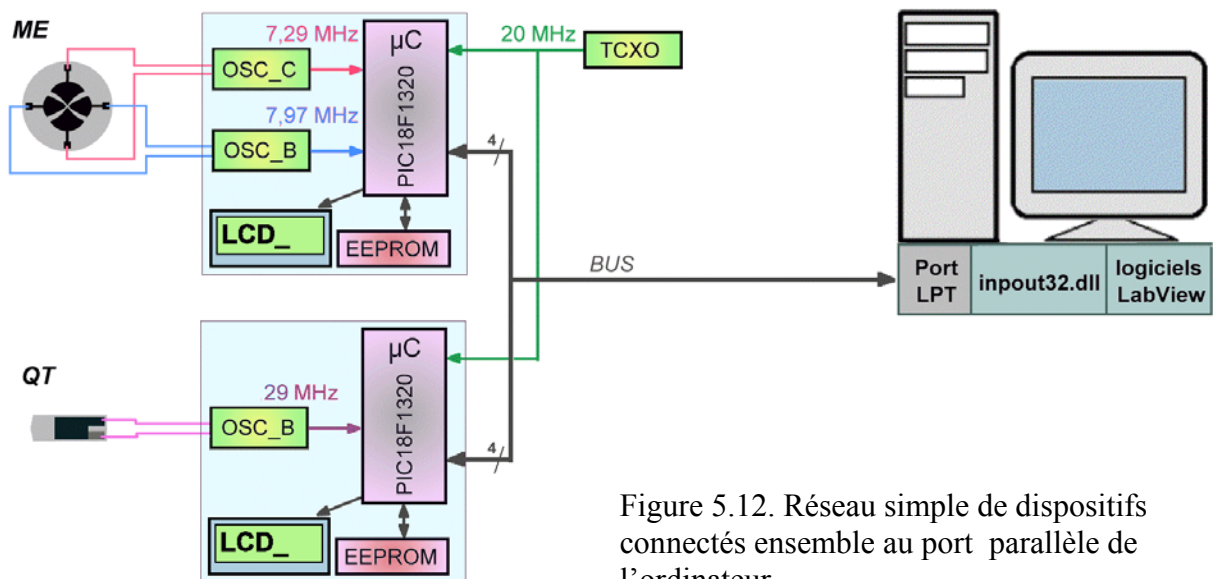 ME
7,29 MHz
OSC_C
7,97 MHz
OSC_B
µC
PIC18F1320
LCD_
EEPROM
20 MHz
TCXO
4
BUS
Port
LPT
inpout32.dll
logiciels
LabView
QT
29 MHz
OSC_B
µC
PIC18F1320
LCD_
EEPROM
4
Figure 5.12. Réseau simple de dispositifs
connectés ensemble au port parallèle de
l'ordinateur